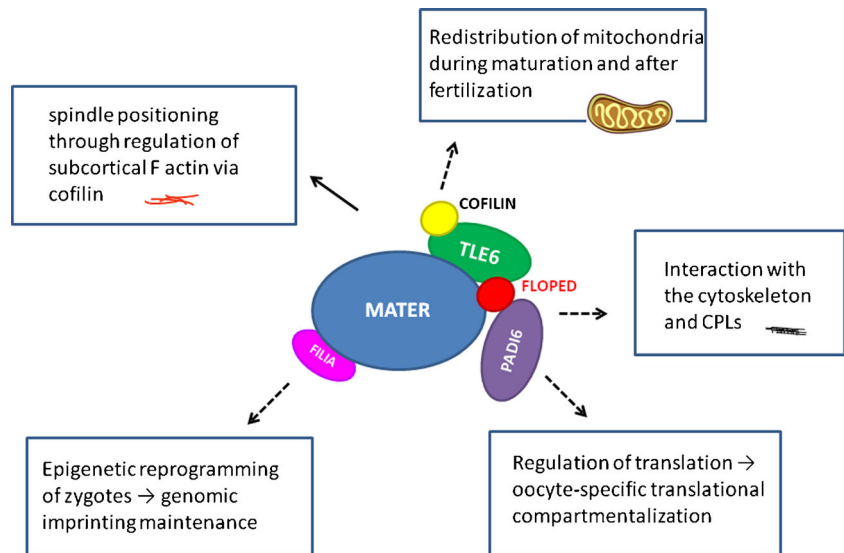 Redistribution of mitochondria
during maturation and after
fertilization
spindle positioning
through regulation of
subcortical F actin via
cofilin
COFILIN
TLE6
FLOPED
MATER
PADI6
FILIA
Interaction with
the cytoskeleton
and CPLs
Epigenetic reprogramming
of zygotes → genomic
imprinting maintenance
Regulation of translation →
oocyte-specific translational
compartmentalization